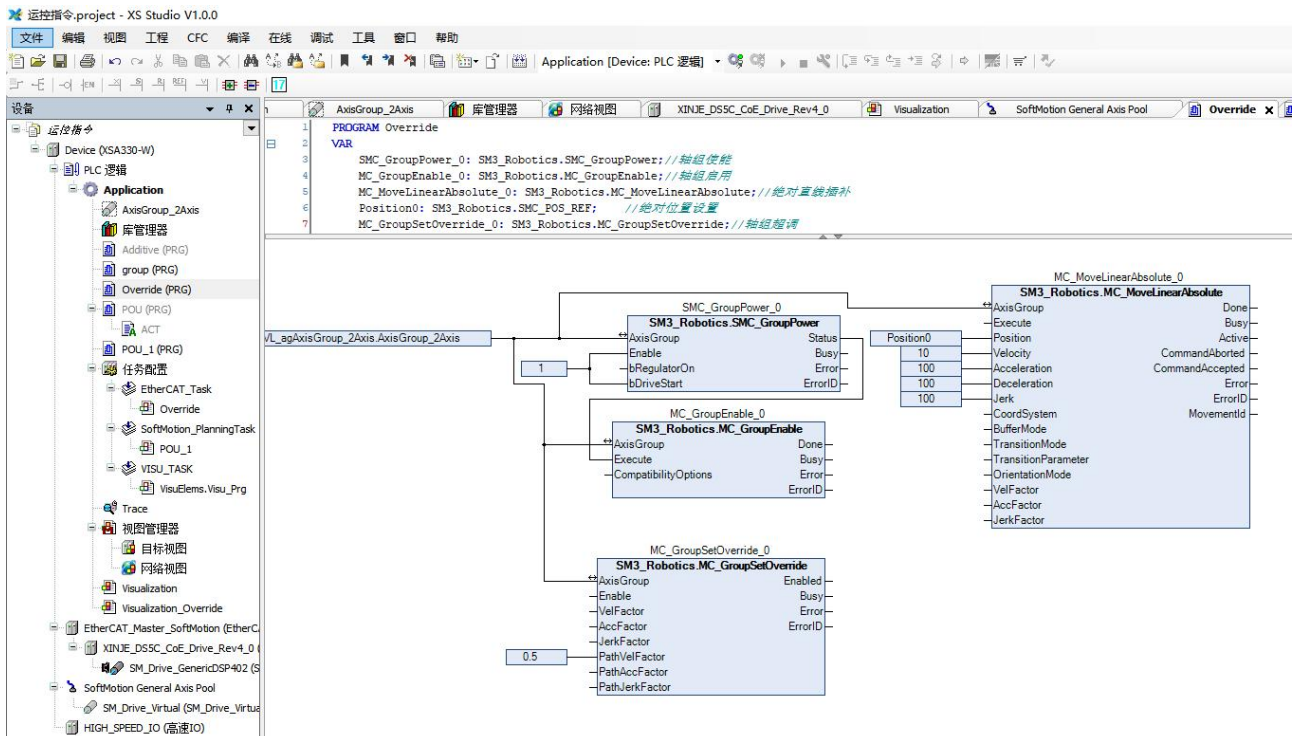 运控指令.project - XS Studio V1.0.0
文件 编辑 视图 工程 CFC 编译 在线 调试 工具 窗口 帮助
Application [Device: PLC 逻辑]
17
设备
AxisGroup_2Axis 库管理器 网络视图 XINJE_DS5C_CoE_Drive_Rev4_0 Visualization SoftMotion General Axis Pool Override
运控指令
Device (XSA330-W)
PLC 逻辑
Application
AxisGroup_2Axis
库管理器
Additive (PRG)
group (PRG)
Override (PRG)
POU (PRG)
ACT
POU_1 (PRG)
任务配置
EtherCAT_Task
Override
SoftMotion_PlanningTask
POU_1
VISU_TASK
VisuElems.Visu_Prg
Trace
视图管理器
目标视图
网络视图
Visualization
Visualization_Override
EtherCAT_Master_SoftMotion (EtherC
XINJE_DS5C_CoE_Drive_Rev4_0 (
SM_Drive_GenericDSP402 (S
SoftMotion General Axis Pool
SM_Drive_Virtual (SM_Drive_Virtua
HIGH_SPEED_IO (高速IO)
1 PROGRAM Override
2 VAR
3 SMC_GroupPower_0: SM3_Robotics.SMC_GroupPower;//轴组使能
4 MC_GroupEnable_0: SM3_Robotics.MC_GroupEnable;//轴组启用
5 MC_MoveLinearAbsolute_0: SM3_Robotics.MC_MoveLinearAbsolute;//绝对直线插补
6 Position0: SM3_Robotics.SMC_POS_REF; //绝对位置设置
7 MC_GroupSetOverride_0: SM3_Robotics.MC_GroupSetOverride;//轴组超调
VL_agAxisGroup_2Axis.AxisGroup_2Axis
1
SMC_GroupPower_0
SM3_Robotics.SMC_GroupPower
AxisGroup Status
Enable Busy
bRegulatorOn Error
bDriveStart ErrorID
MC_GroupEnable_0
SM3_Robotics.MC_GroupEnable
AxisGroup Done
Execute Busy
CompatibilityOptions Error
ErrorID
MC_GroupSetOverride_0
SM3_Robotics.MC_GroupSetOverride
AxisGroup Enabled
Enable Busy
VelFactor Error
AccFactor ErrorID
JerkFactor
0.5 PathVelFactor
PathAccFactor
PathJerkFactor
MC_MoveLinearAbsolute_0
SM3_Robotics.MC_MoveLinearAbsolute
AxisGroup Done
Execute Busy
Position0 Position Active
10 Velocity CommandAborted
100 Acceleration CommandAccepted
100 Deceleration Error
100 Jerk ErrorID
CoordSystem MovementId
BufferMode
TransitionMode
TransitionParameter
OrientationMode
VelFactor
AccFactor
JerkFactor